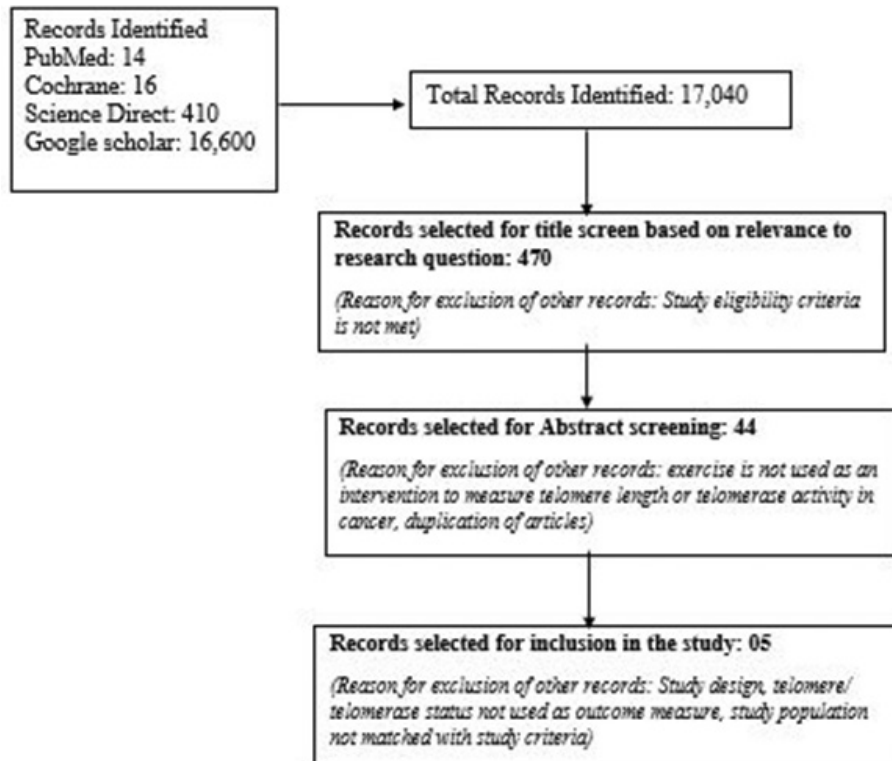 Records Identified
PubMed: 14
Cochrane: 16
Science Direct: 410
Google scholar: 16,600
Total Records Identified: 17,040
Records selected for title screen based on relevance to
research question: 470
(Reason for exclusion of other records: Study eligibility criteria
is not met)
Records selected for Abstract screening: 44
(Reason for exclusion of other records: exercise is not used as an
intervention to measure telomere length or telomerase activity in
cancer, duplication of articles)
Records selected for inclusion in the study: 05
(Reason for exclusion of other records: Study design, telomere/
telomerase status not used as outcome measure, study population
not matched with study criteria)